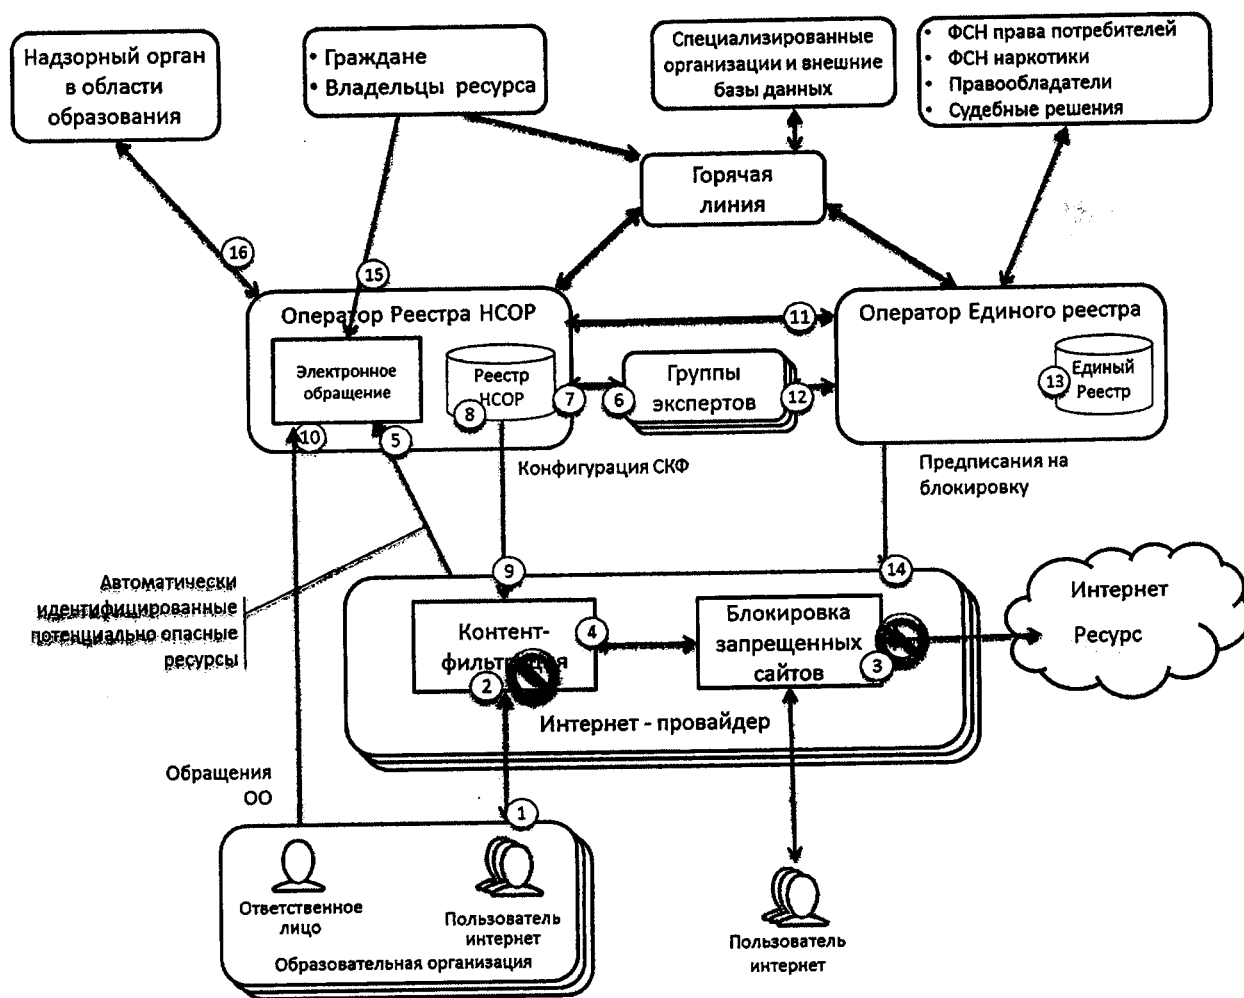 Надзорный орган
в области
образования
• Граждане
• Владельцы ресурса
Специализированные
организации и внешние
базы данных
• ФСН права потребителей
• ФСН наркотики
• Правообладатели
• Судебные решения
Горячая
линия
16
15
Оператор Реестра НСОР
11
Оператор Единого реестра
Электронное
обращение
Реестр
НСОР
8
7
6
Группы
экспертов
12
13
Единый
Реестр
10
5
Конфигурация СКФ
Предписания на
блокировку
Автоматически
идентифицированные
потенциально опасные
ресурсы
9
14
Контент-
фильтрация
4
2
Блокировка
запрещенных
сайтов
3
Интернет
Ресурс
Интернет - провайдер
Обращения
ОО
1
Ответственное
лицо
Пользователь
интернет
Образовательная организация
Пользователь
интернет